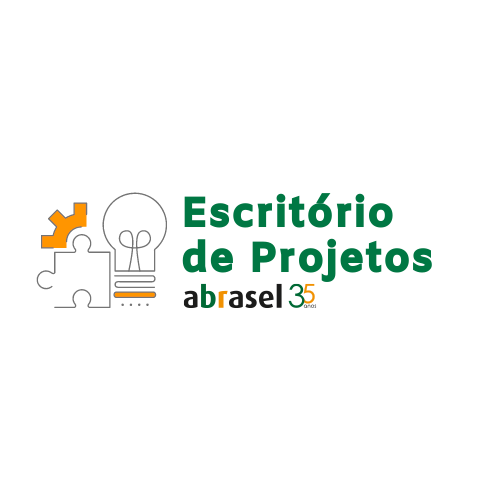 Escritório
de Projetos
abrasel 35
anos